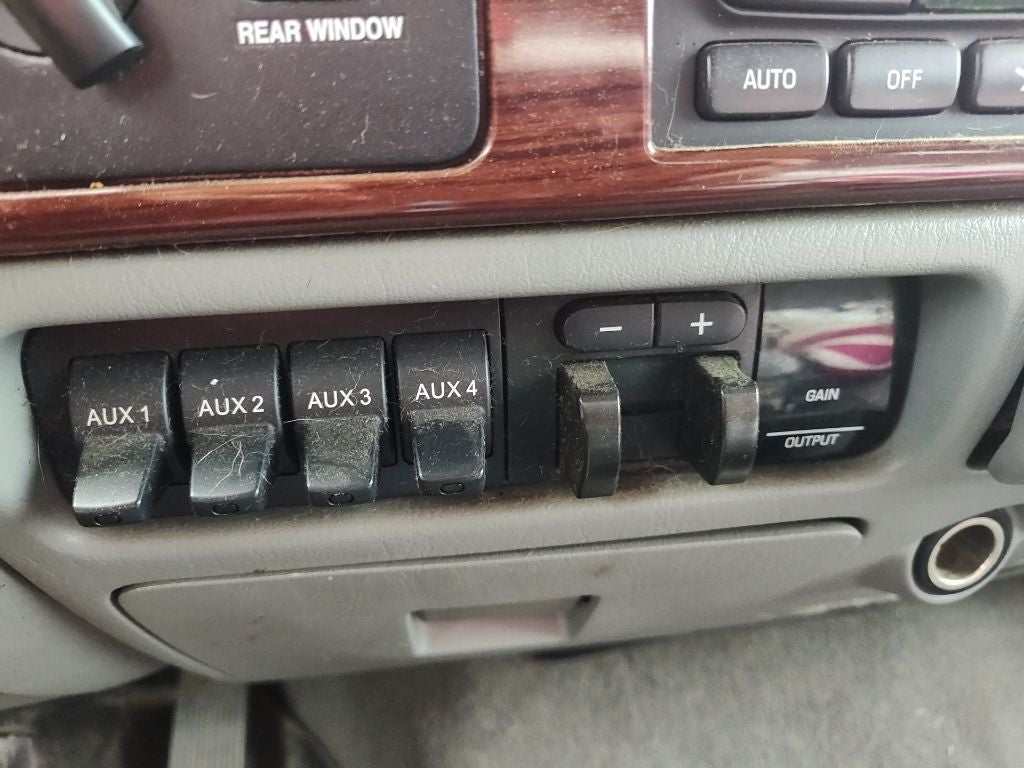 REAR WINDOW
AUTO
OFF
AUX 1
AUX 2
AUX 3
AUX 4
− +
GAIN
OUTPUT